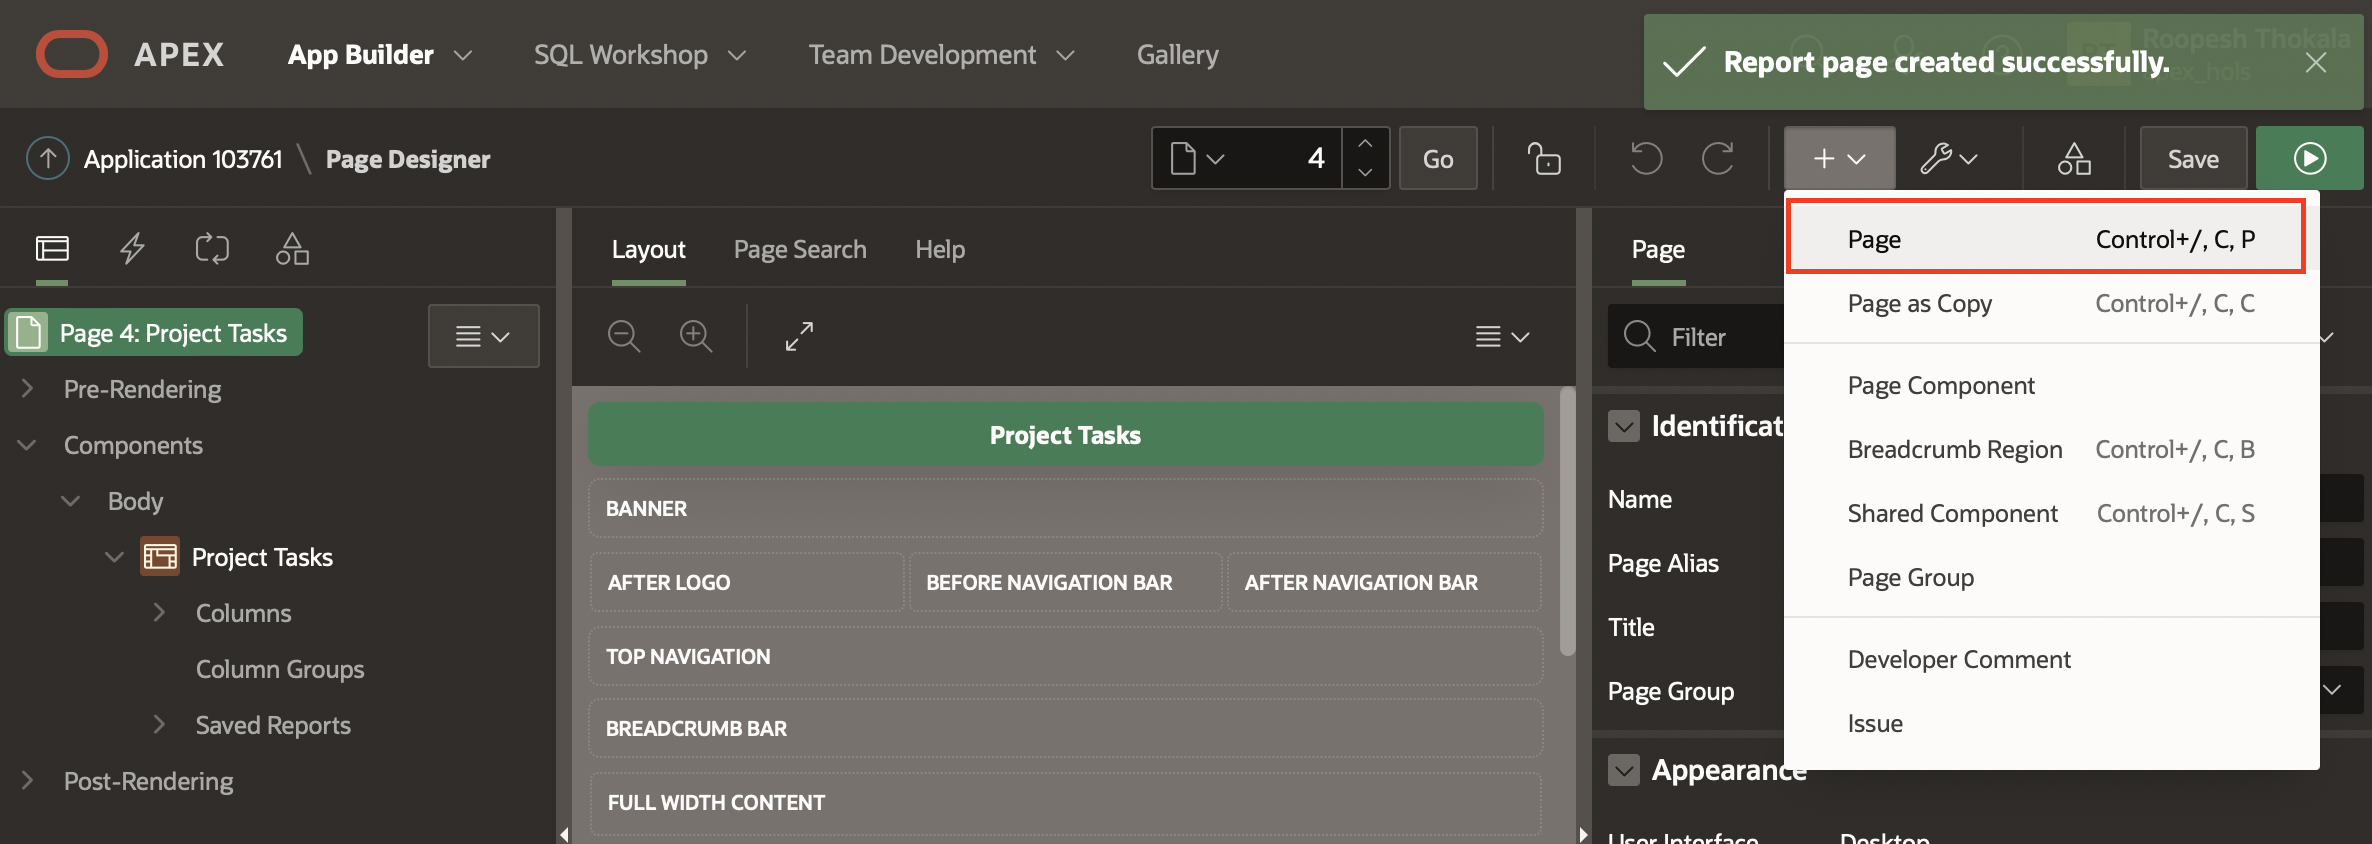 APEX
App Builder
SQL Workshop
Team Development
Gallery
Report page created successfully.
Roopesh Thokala
apex_hols
Application 103761 \ Page Designer
4
Go
Save
Page 4: Project Tasks
Pre-Rendering
Components
Body
Project Tasks
Columns
Column Groups
Saved Reports
Post-Rendering
Layout
Page Search
Help
Project Tasks
BANNER
AFTER LOGO
BEFORE NAVIGATION BAR
AFTER NAVIGATION BAR
TOP NAVIGATION
BREADCRUMB BAR
FULL WIDTH CONTENT
Page
Filter
Identificat
Name
Page Alias
Title
Page Group
Appearance
User Interface Desktop
Page Control+/, C, P
Page as Copy Control+/, C, C
Page Component
Breadcrumb Region Control+/, C, B
Shared Component Control+/, C, S
Page Group
Developer Comment
Issue